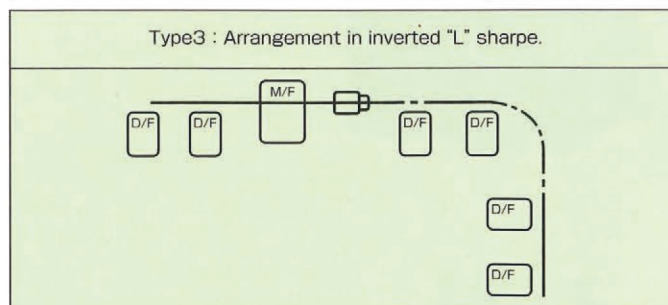 Type3 : Arrangement in inverted "L" sharpe.
M/F
D/F D/F D/F D/F
D/F
D/F